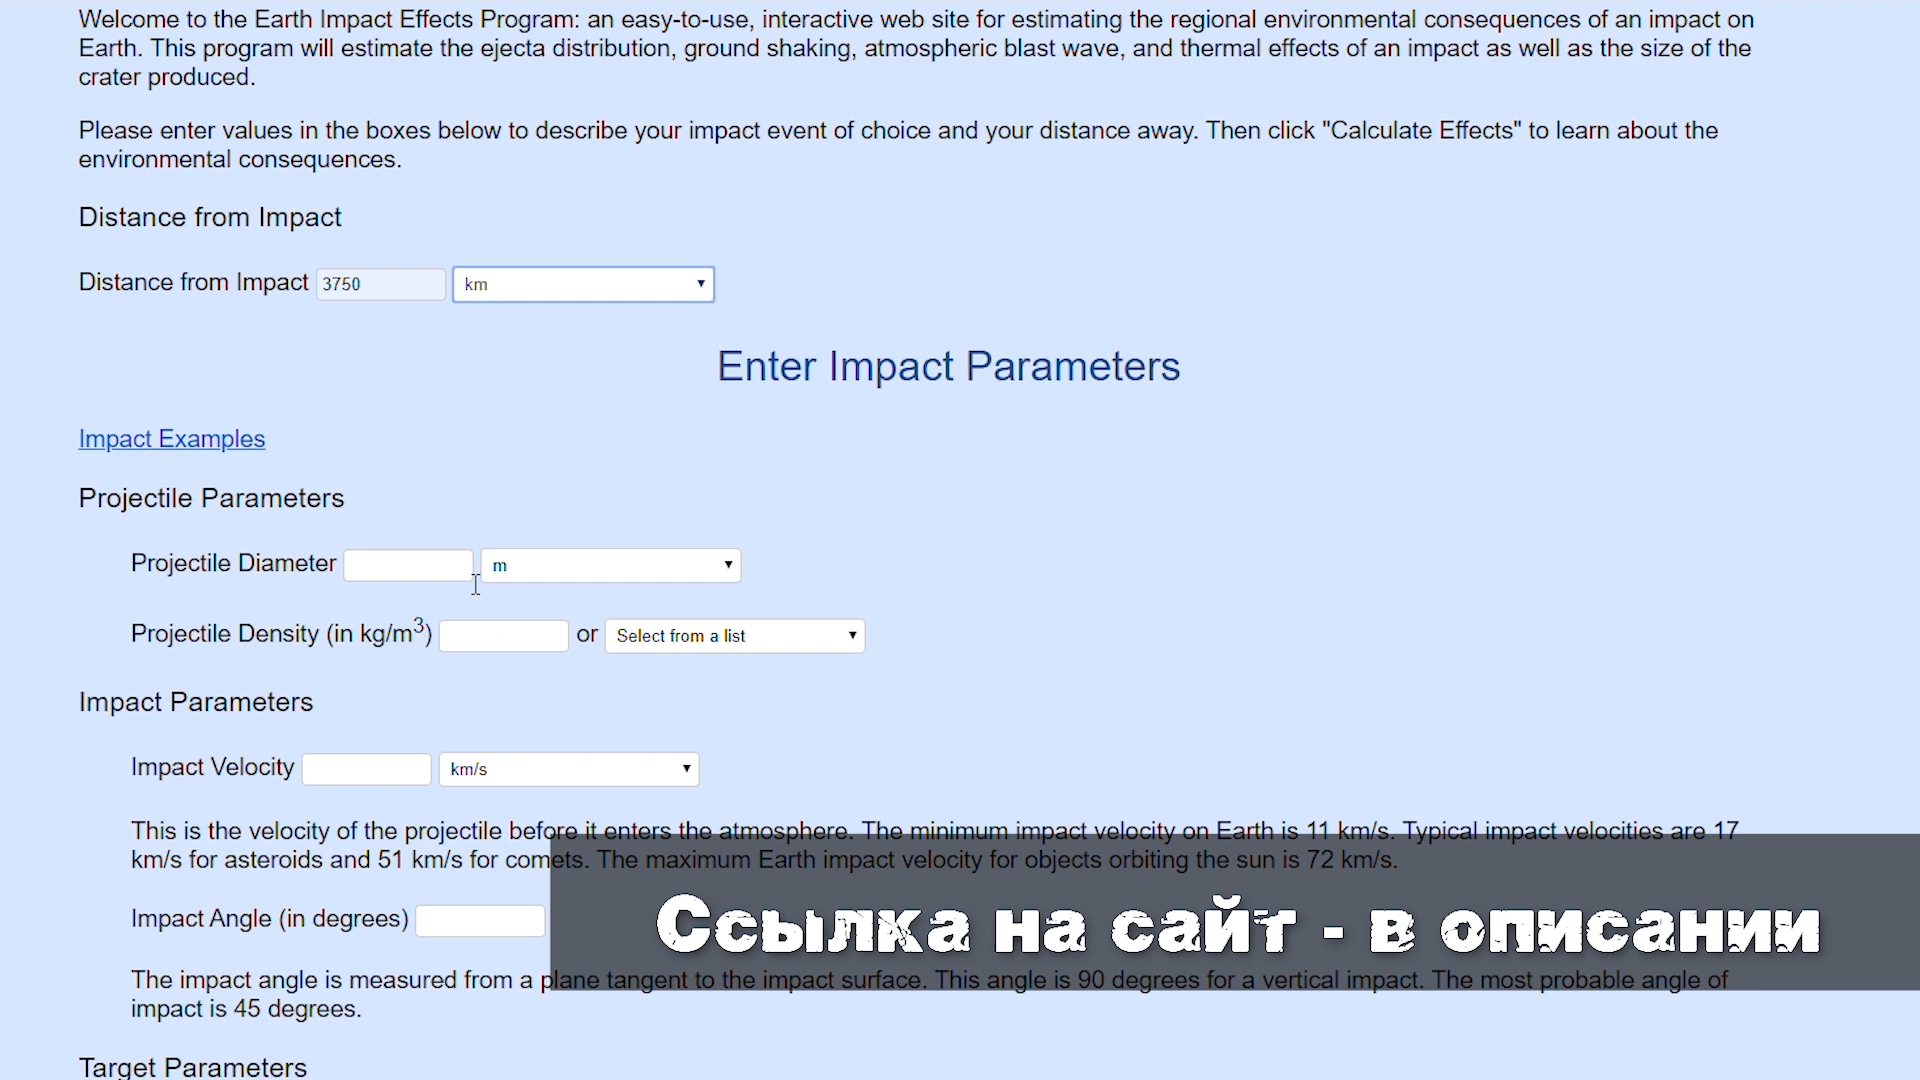 Welcome to the Earth Impact Effects Program: an easy-to-use, interactive web site for estimating the regional environmental consequences of an impact on
Earth. This program will estimate the ejecta distribution, ground shaking, atmospheric blast wave, and thermal effects of an impact as well as the size of the
crater produced.
Please enter values in the boxes below to describe your impact event of choice and your distance away. Then click "Calculate Effects" to learn about the
environmental consequences.
Distance from Impact
Distance from Impact 3750 km
Enter Impact Parameters
Impact Examples
Projectile Parameters
Projectile Diameter m
Projectile Density (in kg/m³) or Select from a list
Impact Parameters
Impact Velocity km/s
This is the velocity of the projectile before it enters the atmosphere. The minimum impact velocity on Earth is 11 km/s. Typical impact velocities are 17
km/s for asteroids and 51 km/s for comets. The maximum Earth impact velocity for objects orbiting the sun is 72 km/s.
Impact Angle (in degrees)
Ссылка на сайт - в описании
The impact angle is measured from a plane tangent to the impact surface. This angle is 90 degrees for a vertical impact. The most probable angle of
impact is 45 degrees.
Target Parameters